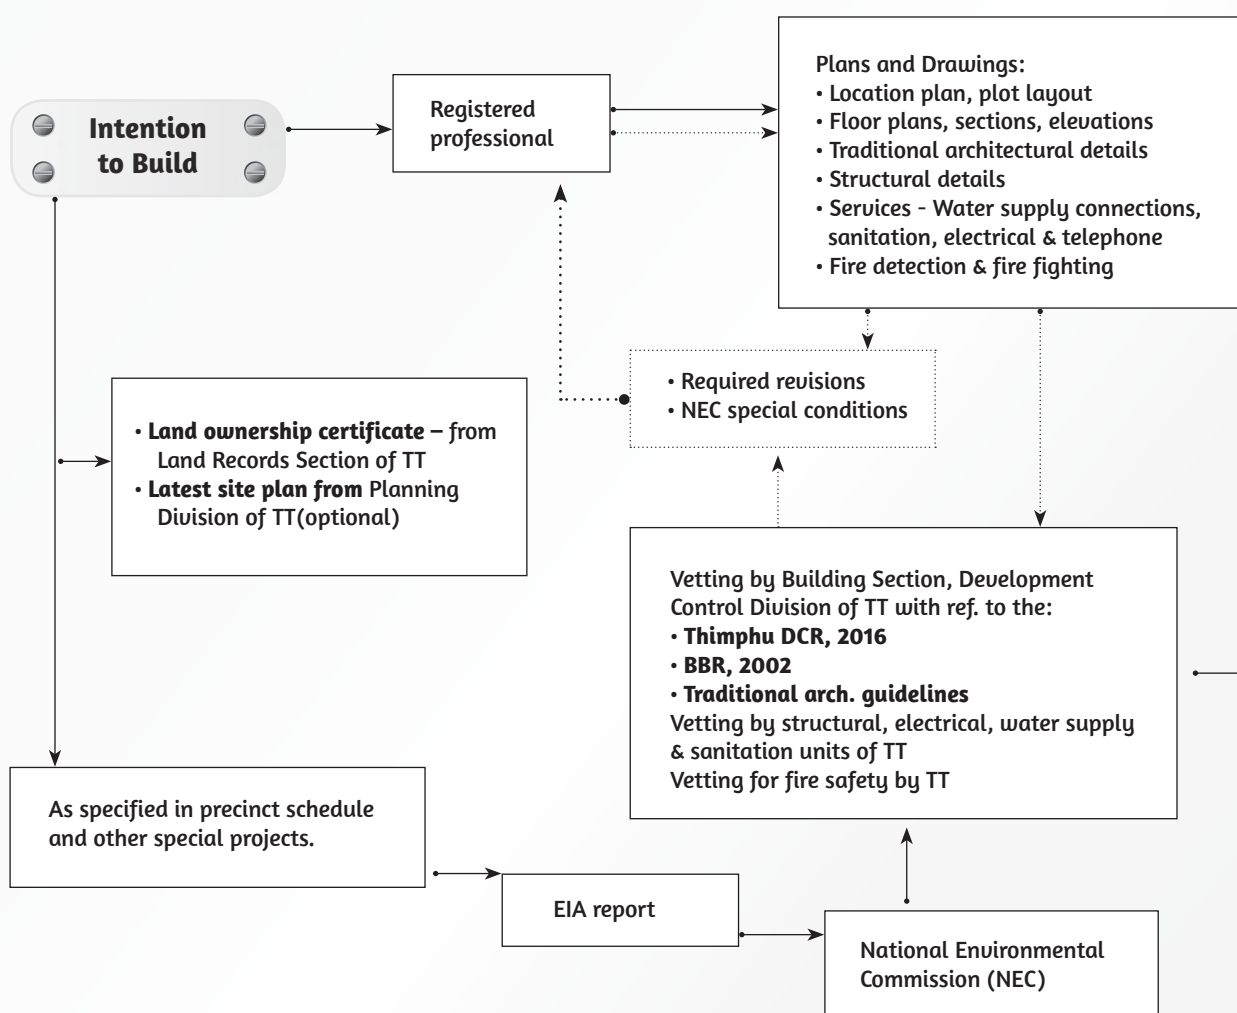 Intention
to Build
Registered
professional
Plans and Drawings:
• Location plan, plot layout
• Floor plans, sections, elevations
• Traditional architectural details
• Structural details
• Services - Water supply connections,
sanitation, electrical & telephone
• Fire detection & fire fighting
• Required revisions
• NEC special conditions
• Land ownership certificate – from
Land Records Section of TT
• Latest site plan from Planning
Division of TT(optional)
Vetting by Building Section, Development
Control Division of TT with ref. to the:
• Thimphu DCR, 2016
• BBR, 2002
• Traditional arch. guidelines
Vetting by structural, electrical, water supply
& sanitation units of TT
Vetting for fire safety by TT
As specified in precinct schedule
and other special projects.
EIA report
National Environmental
Commission (NEC)